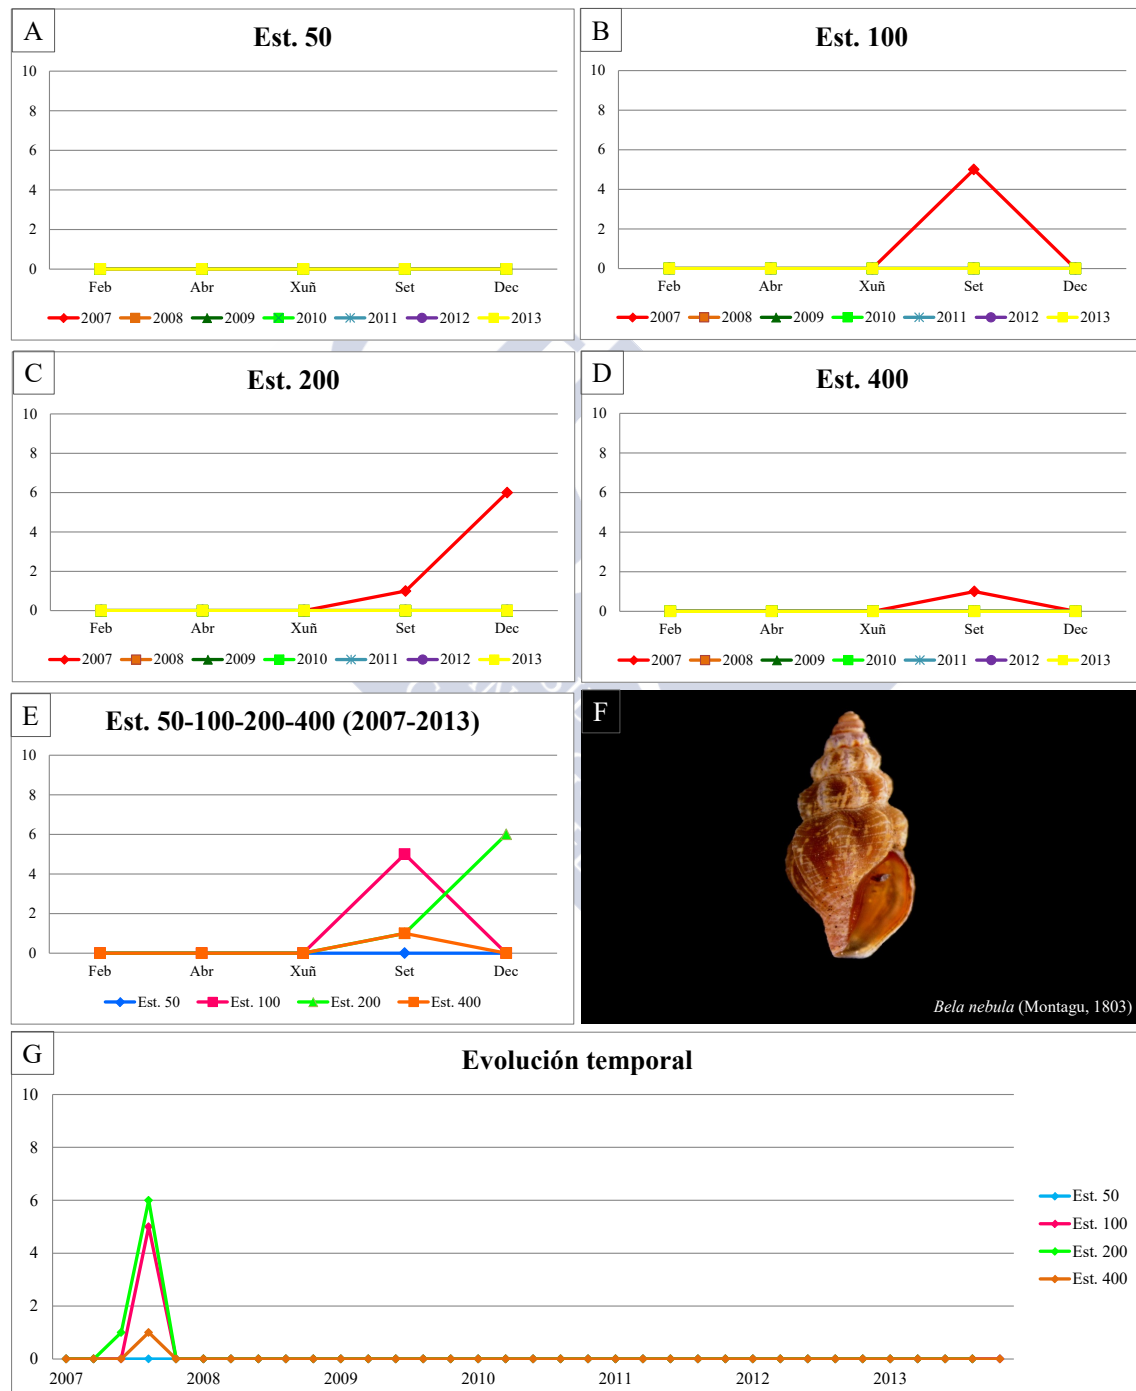 A
Est. 50
10
8
6
4
2
0
Feb Abr Xuñ Set Dec
2007 2008 2009 2010 2011 2012 2013
B
Est. 100
10
8
6
4
2
0
Feb Abr Xuñ Set Dec
2007 2008 2009 2010 2011 2012 2013
C
Est. 200
10
8
6
4
2
0
Feb Abr Xuñ Set Dec
2007 2008 2009 2010 2011 2012 2013
D
Est. 400
10
8
6
4
2
0
Feb Abr Xuñ Set Dec
2007 2008 2009 2010 2011 2012 2013
E
Est. 50-100-200-400 (2007-2013)
10
8
6
4
2
0
Feb Abr Xuñ Set Dec
Est. 50 Est. 100 Est. 200 Est. 400
F
Bela nebula (Montagu, 1803)
G
Evolución temporal
10
8
6
4
2
0
2007 2008 2009 2010 2011 2012 2013
Est. 50
Est. 100
Est. 200
Est. 400